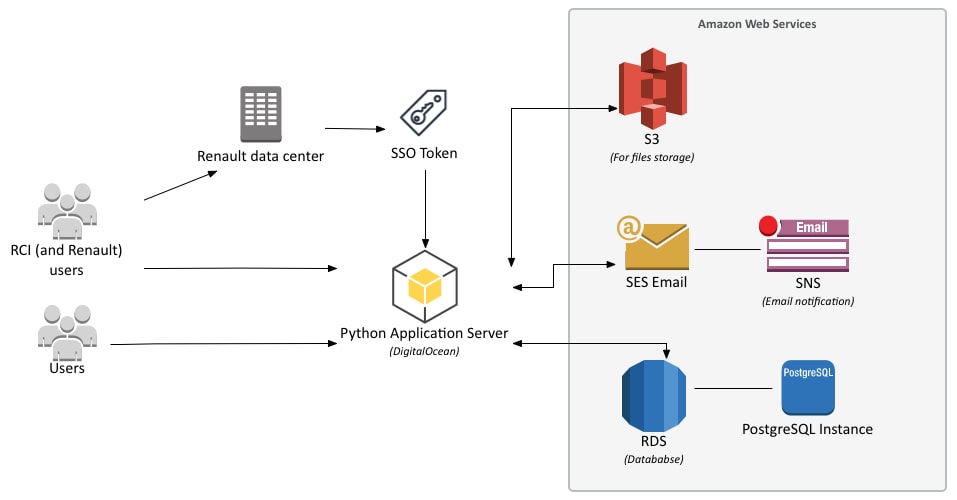 Amazon Web Services
S3
(For files storage)
Renault data center
SSO Token
RCI (and Renault)
users
@
Email
SES Email
SNS
(Email notification)
Python Application Server
(DigitalOcean)
Users
PostgreSQL
RDS
(Datababse)
PostgreSQL Instance